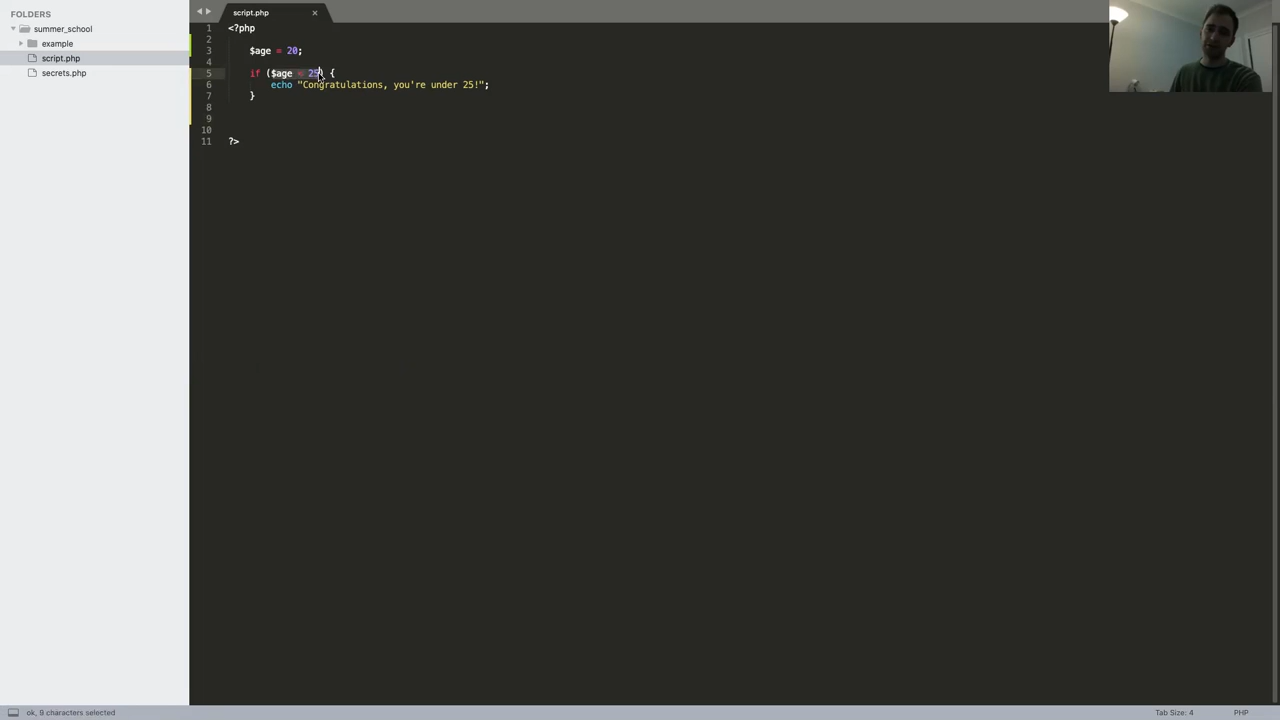 FOLDERS
summer_school
example
script.php
secrets.php
script.php
1 <?php
2
3 $age = 20;
4
5 if ($age < 25) {
6 echo "Congratulations, you're under 25!";
7 }
8
9
10
11 ?>
ok, 9 characters selected
Tab Size: 4
PHP